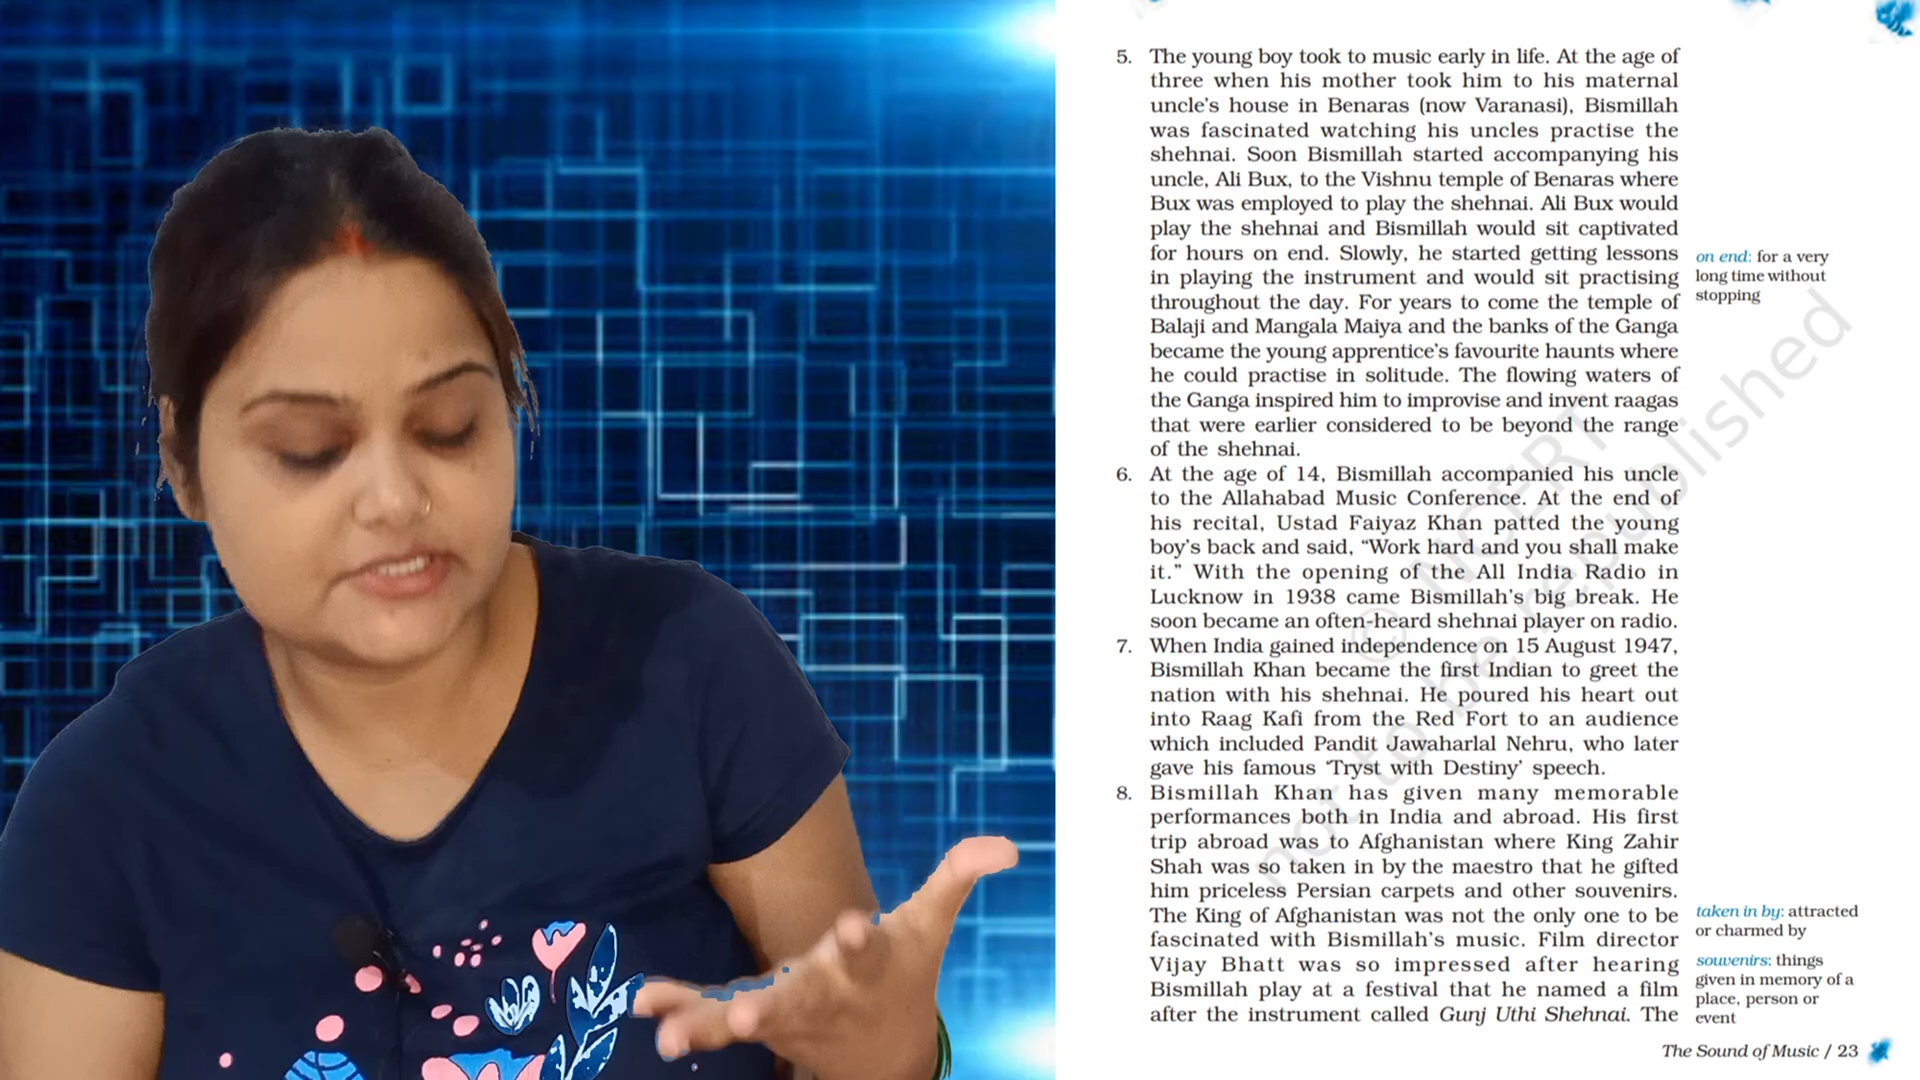 5. The young boy took to music early in life. At the age of
three when his mother took him to his maternal
uncle's house in Benaras (now Varanasi), Bismillah
was fascinated watching his uncles practise the
shehnai. Soon Bismillah started accompanying his
uncle, Ali Bux, to the Vishnu temple of Benaras where
Bux was employed to play the shehnai. Ali Bux would
play the shehnai and Bismillah would sit captivated
for hours on end. Slowly, he started getting lessons
in playing the instrument and would sit practising
throughout the day. For years to come the temple of
Balaji and Mangala Maiya and the banks of the Ganga
became the young apprentice's favourite haunts where
he could practise in solitude. The flowing waters of
the Ganga inspired him to improvise and invent raagas
that were earlier considered to be beyond the range
of the shehnai.
on end: for a very
long time without
stopping
6. At the age of 14, Bismillah accompanied his uncle
to the Allahabad Music Conference. At the end of
his recital, Ustad Faiyaz Khan patted the young
boy's back and said, “Work hard and you shall make
it.” With the opening of the All India Radio in
Lucknow in 1938 came Bismillah's big break. He
soon became an often-heard shehnai player on radio.
7. When India gained independence on 15 August 1947,
Bismillah Khan became the first Indian to greet the
nation with his shehnai. He poured his heart out
into Raag Kafi from the Red Fort to an audience
which included Pandit Jawaharlal Nehru, who later
gave his famous ‘Tryst with Destiny’ speech.
8. Bismillah Khan has given many memorable
performances both in India and abroad. His first
trip abroad was to Afghanistan where King Zahir
Shah was so taken in by the maestro that he gifted
him priceless Persian carpets and other souvenirs.
The King of Afghanistan was not the only one to be
fascinated with Bismillah's music. Film director
Vijay Bhatt was so impressed after hearing
Bismillah play at a festival that he named a film
after the instrument called Gunj Uthi Shehnai. The
taken in by: attracted
or charmed by
souvenirs: things
given in memory of a
place, person or
event
The Sound of Music / 23
© NCERT
not to be republished